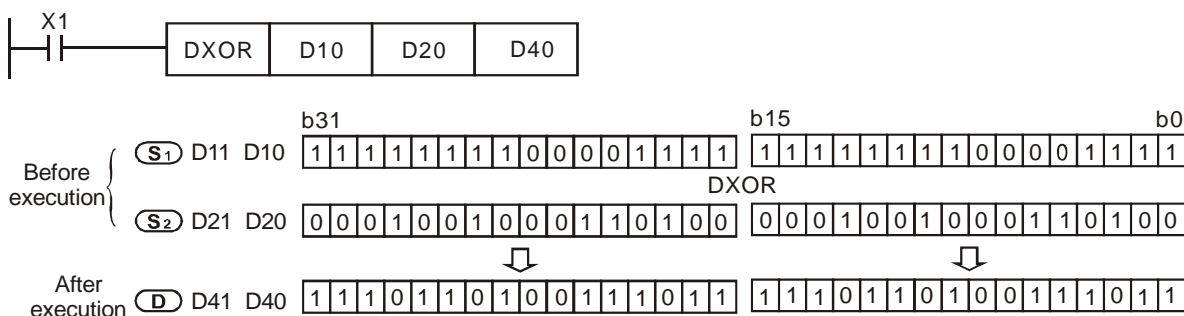 X1
DXOR D10 D20 D40
b31 b15 b0
Before execution
S1 D11 D10 1 1 1 1 1 1 1 1 0 0 0 0 1 1 1 1 1 1 1 1 1 1 1 1 0 0 0 0 1 1 1 1
DXOR
S2 D21 D20 0 0 0 1 0 0 1 0 0 0 1 1 0 1 0 0 0 0 0 1 0 0 1 0 0 0 1 1 0 1 0 0
After execution
D D41 D40 1 1 1 0 1 1 0 1 0 0 1 1 1 0 1 1 1 1 1 0 1 1 0 1 0 0 1 1 1 0 1 1